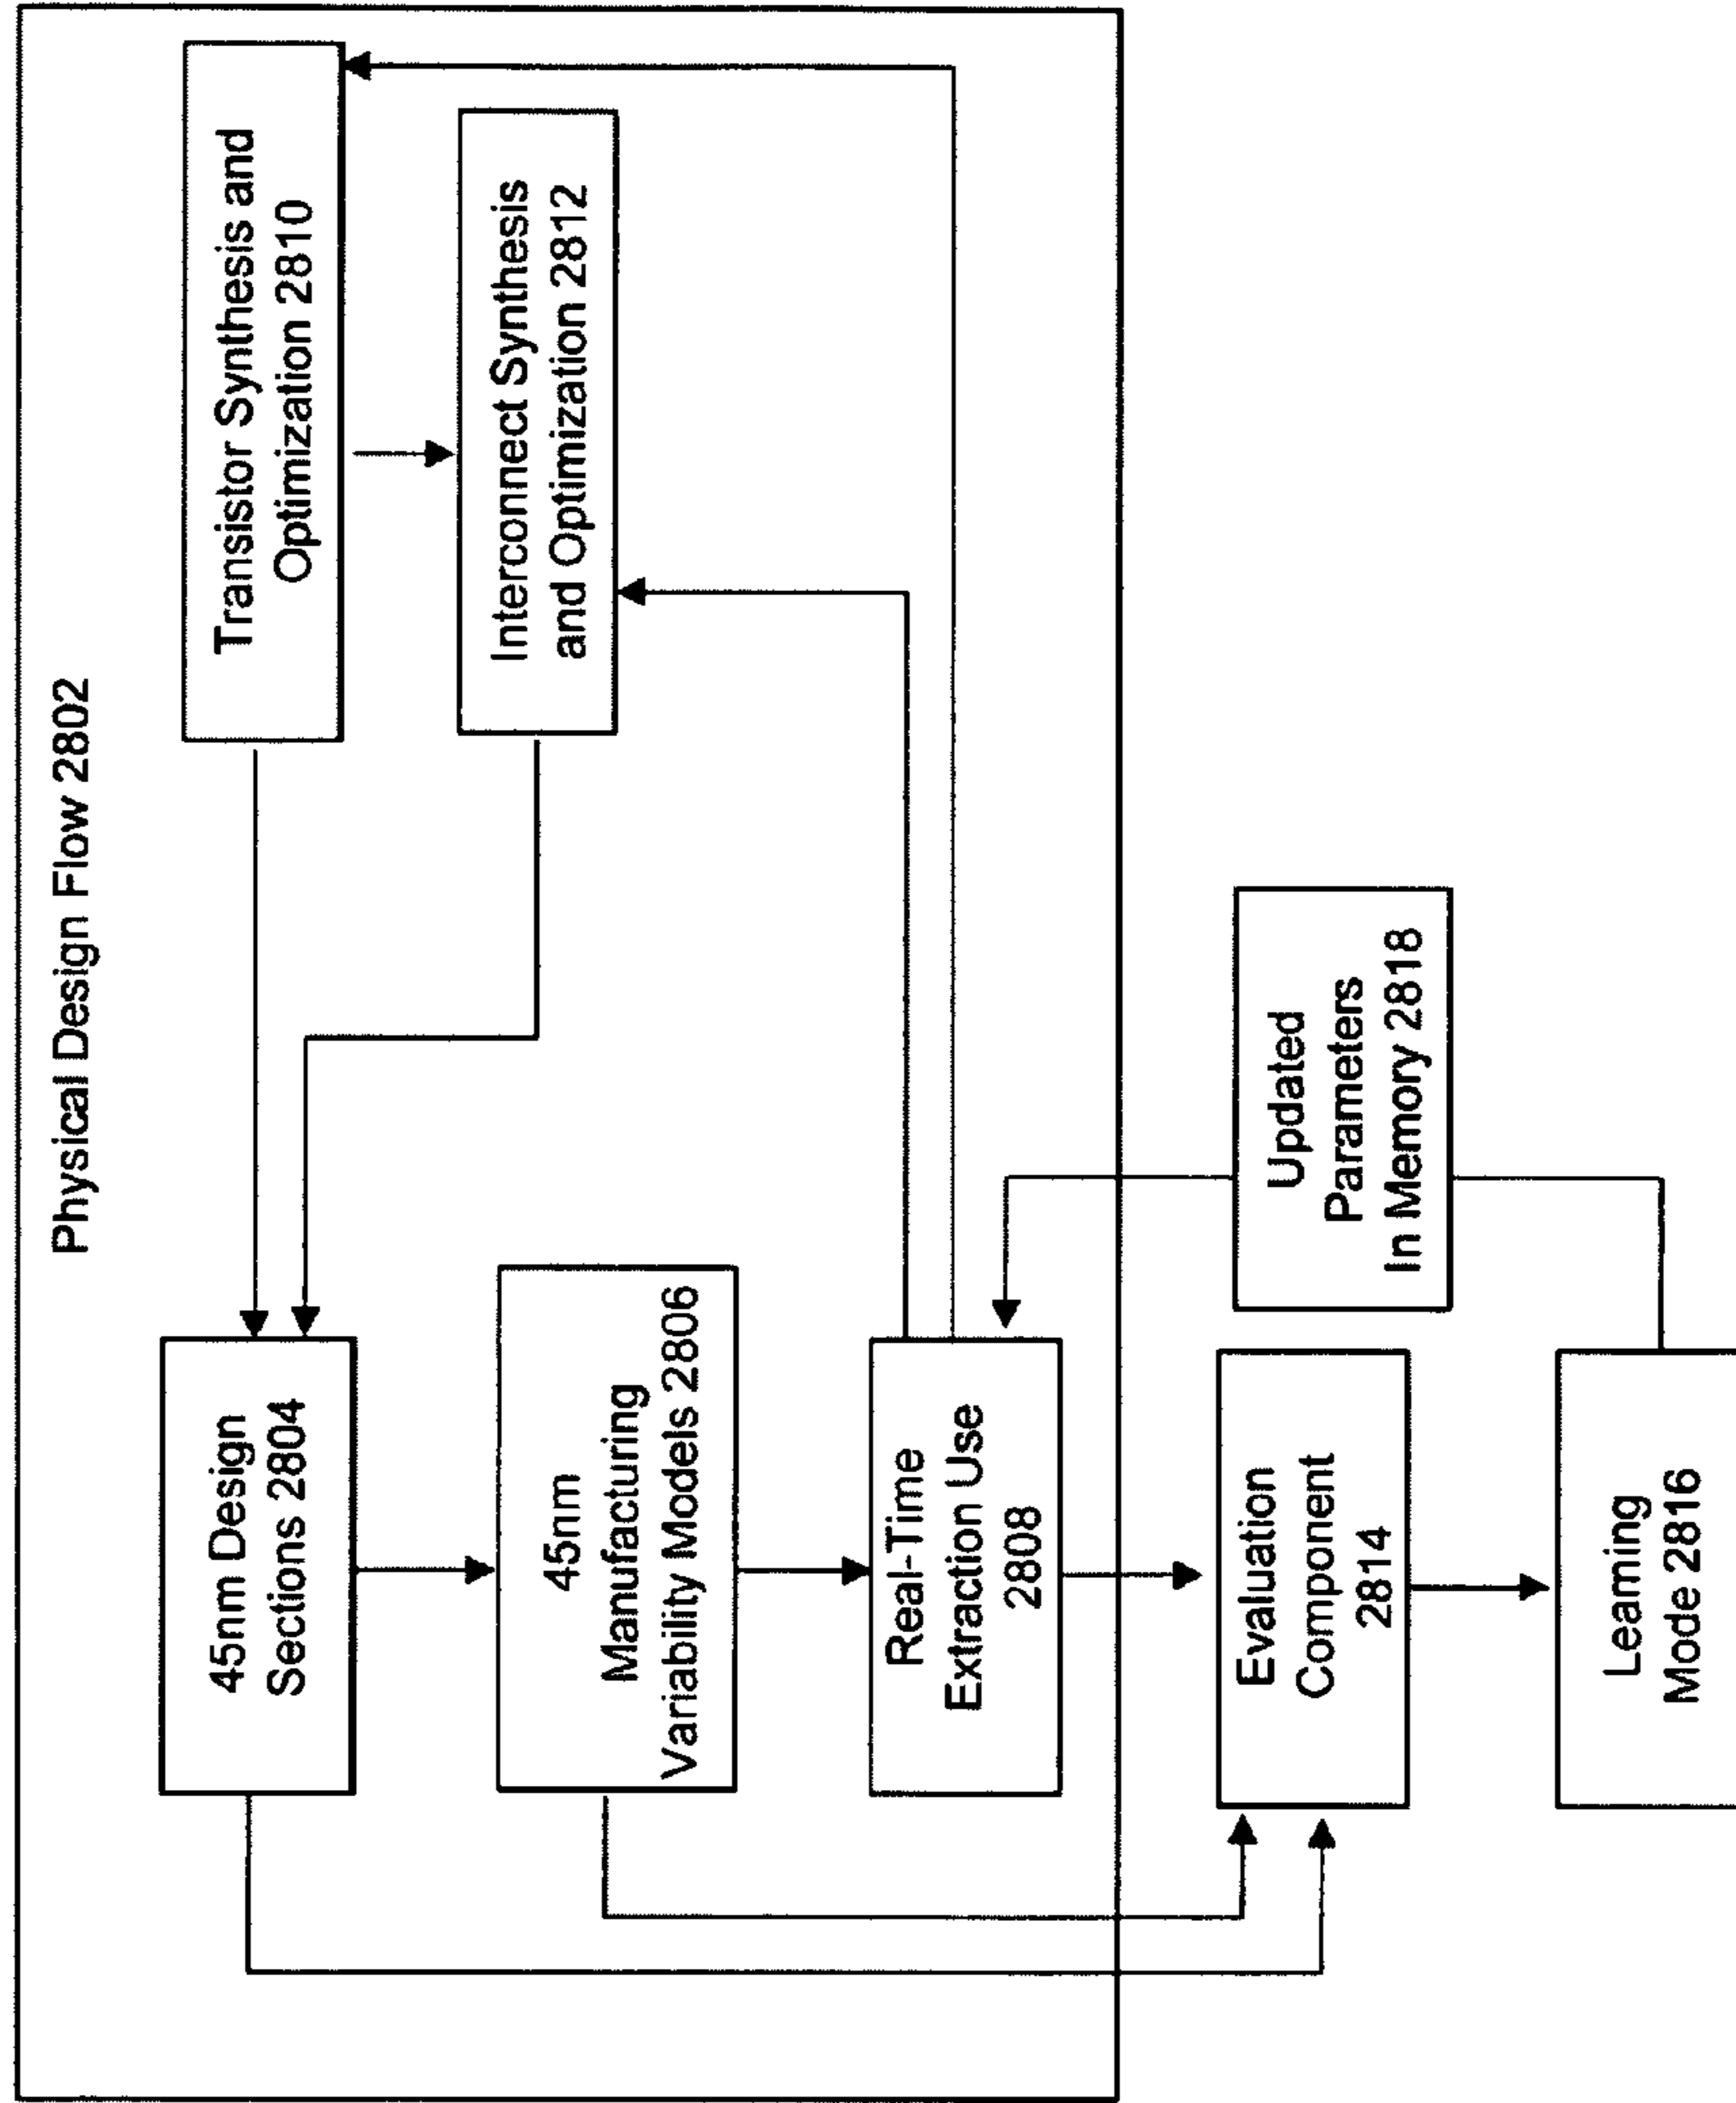 Physical Design Flow 2802
45nm Design
Sections 2804
Transistor Synthesis and
Optimization 2810
45nm
Manufacturing
Variability Models 2806
Interconnect Synthesis
and Optimization 2812
Real-Time
Extraction Use
2808
Evaluation
Component
2814
Updated
Parameters
In Memory 2818
Learning
Mode 2816